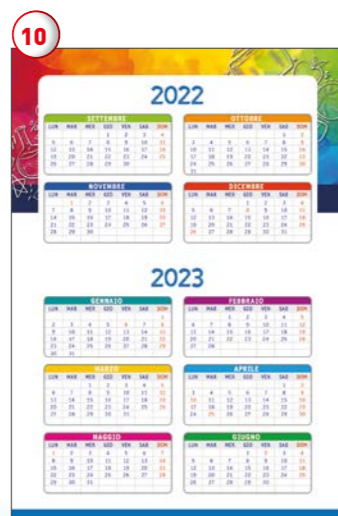 10
2022
SETTEMBRE
LUN MAR MER GIO VEN SAB DOM
1 2 3 4
5 6 7 8 9 10 11
12 13 14 15 16 17 18
19 20 21 22 23 24 25
26 27 28 29 30
OTTOBRE
LUN MAR MER GIO VEN SAB DOM
1 2
3 4 5 6 7 8 9
10 11 12 13 14 15 16
17 18 19 20 21 22 23
24 25 26 27 28 29 30
31
NOVEMBRE
LUN MAR MER GIO VEN SAB DOM
1 2 3 4 5 6
7 8 9 10 11 12 13
14 15 16 17 18 19 20
21 22 23 24 25 26 27
28 29 30
DICEMBRE
LUN MAR MER GIO VEN SAB DOM
1 2 3 4
5 6 7 8 9 10 11
12 13 14 15 16 17 18
19 20 21 22 23 24 25
26 27 28 29 30 31
2023
GENNAIO
LUN MAR MER GIO VEN SAB DOM
1
2 3 4 5 6 7 8
9 10 11 12 13 14 15
16 17 18 19 20 21 22
23 24 25 26 27 28 29
30 31
FEBBRAIO
LUN MAR MER GIO VEN SAB DOM
1 2 3 4 5
6 7 8 9 10 11 12
13 14 15 16 17 18 19
20 21 22 23 24 25 26
27 28
MARZO
LUN MAR MER GIO VEN SAB DOM
1 2 3 4 5
6 7 8 9 10 11 12
13 14 15 16 17 18 19
20 21 22 23 24 25 26
27 28 29 30 31
APRILE
LUN MAR MER GIO VEN SAB DOM
1 2
3 4 5 6 7 8 9
10 11 12 13 14 15 16
17 18 19 20 21 22 23
24 25 26 27 28 29 30
MAGGIO
LUN MAR MER GIO VEN SAB DOM
1 2 3 4 5 6 7
8 9 10 11 12 13 14
15 16 17 18 19 20 21
22 23 24 25 26 27 28
29 30 31
GIUGNO
LUN MAR MER GIO VEN SAB DOM
1 2 3 4
5 6 7 8 9 10 11
12 13 14 15 16 17 18
19 20 21 22 23 24 25
26 27 28 29 30